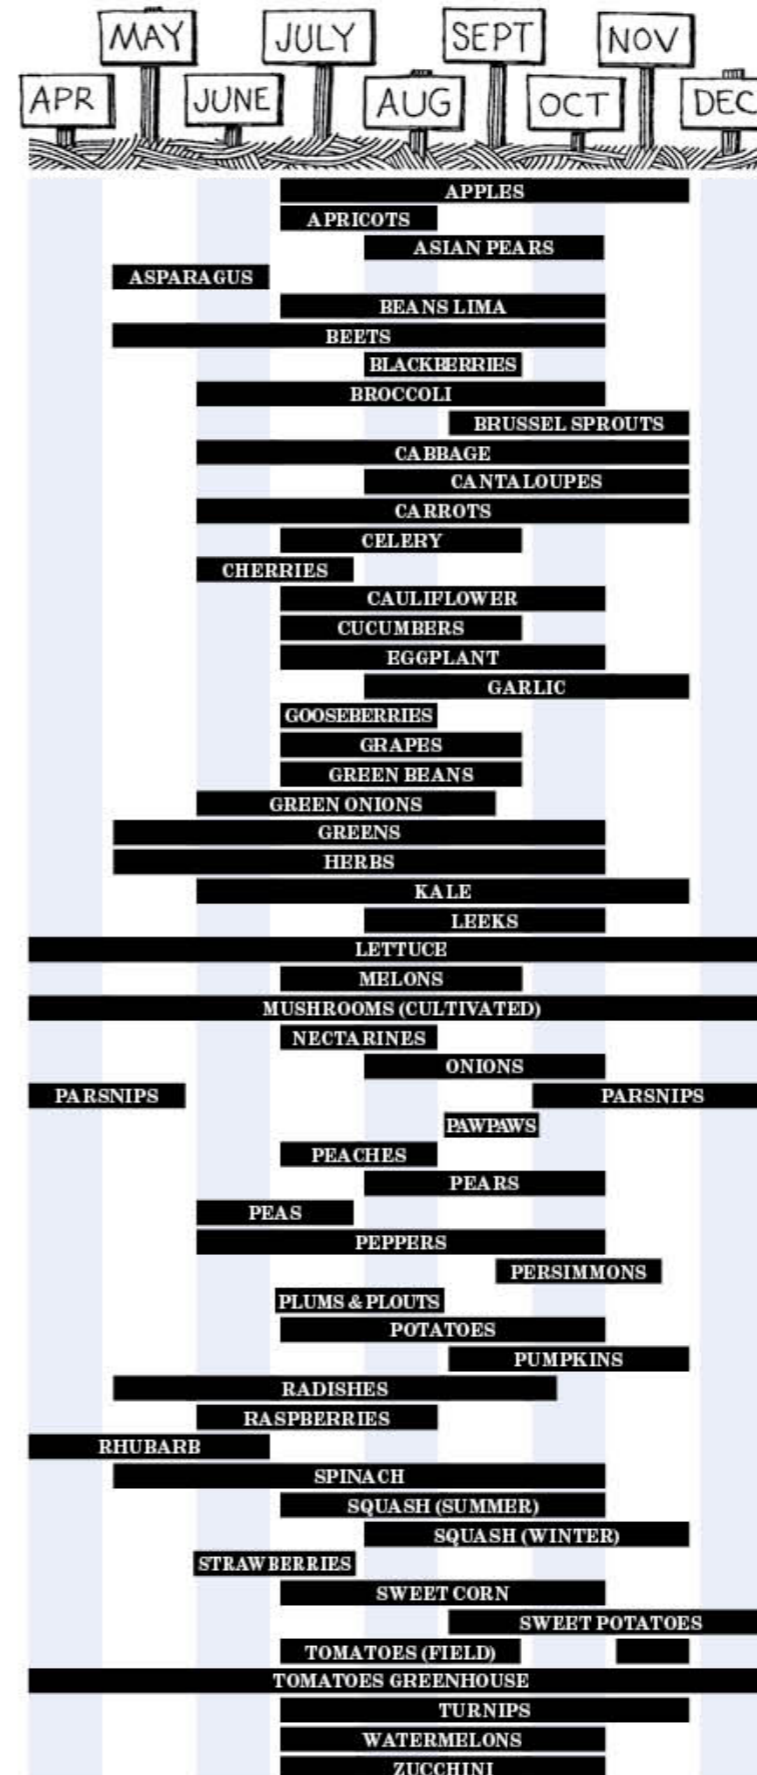 MAY JULY SEPT NOV
APR JUNE AUG OCT DEC
APPLES
APRICOTS
ASIAN PEARS
ASPARAGUS
BEANS LIMA
BEETS
BLACKBERRIES
BROCCOLI
BRUSSEL SPROUTS
CABBAGE
CANTALOUPES
CARROTS
CELERY
CHERRIES
CAULIFLOWER
CUCUMBERS
EGGPLANT
GARLIC
GOOSEBERRIES
GRAPES
GREEN BEANS
GREEN ONIONS
GREENS
HERBS
KALE
LEEKS
LETTUCE
MELONS
MUSHROOMS (CULTIVATED)
NECTARINES
ONIONS
PARSNIPS PARSNIPS
PAWPAWS
PEACHES
PEARS
PEAS
PEPPERS
PERSIMMONS
PLUMS & PLOUTS
POTATOES
PUMPKINS
RADISHES
RASPBERRIES
RHUBARB
SPINACH
SQUASH (SUMMER)
SQUASH (WINTER)
STRAWBERRIES
SWEET CORN
SWEET POTATOES
TOMATOES (FIELD)
TOMATOES GREENHOUSE
TURNIPS
WATERMELONS
ZUCCHINI